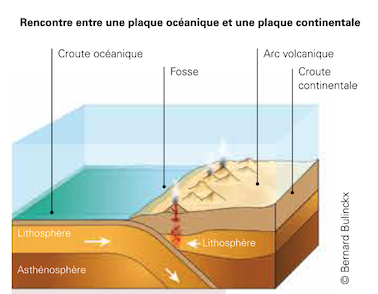 Rencontre entre une plaque océanique et une plaque continentale
Croute océanique
Arc volcanique
Fosse
Croute
continentale
Lithosphère
Lithosphère
Asthénosphère
© Bernard Bulinckx